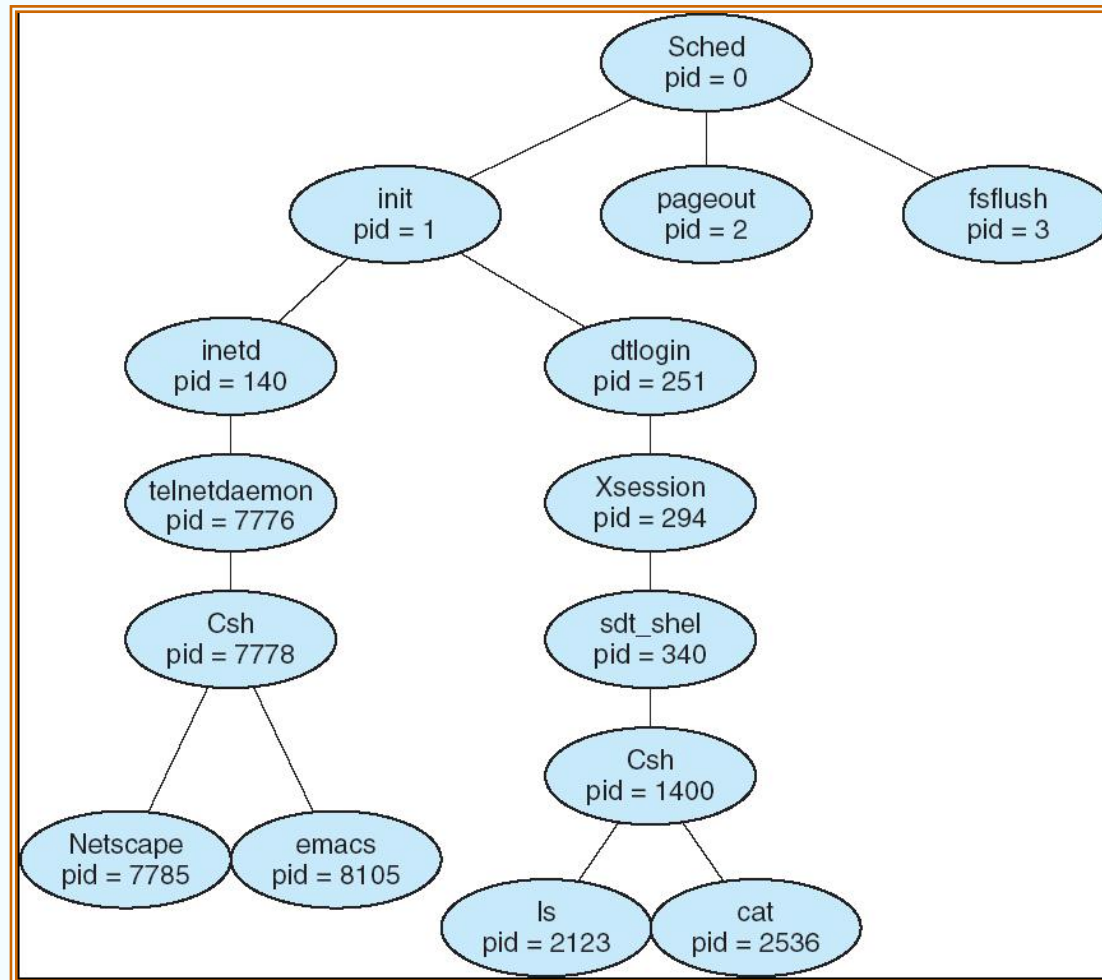 Sched
pid = 0
init
pid = 1
pageout
pid = 2
fsflush
pid = 3
inetd
pid = 140
dtlogin
pid = 251
telnetdaemon
pid = 7776
Xsession
pid = 294
Csh
pid = 7778
sdt_shel
pid = 340
Csh
pid = 1400
Netscape
pid = 7785
emacs
pid = 8105
ls
pid = 2123
cat
pid = 2536